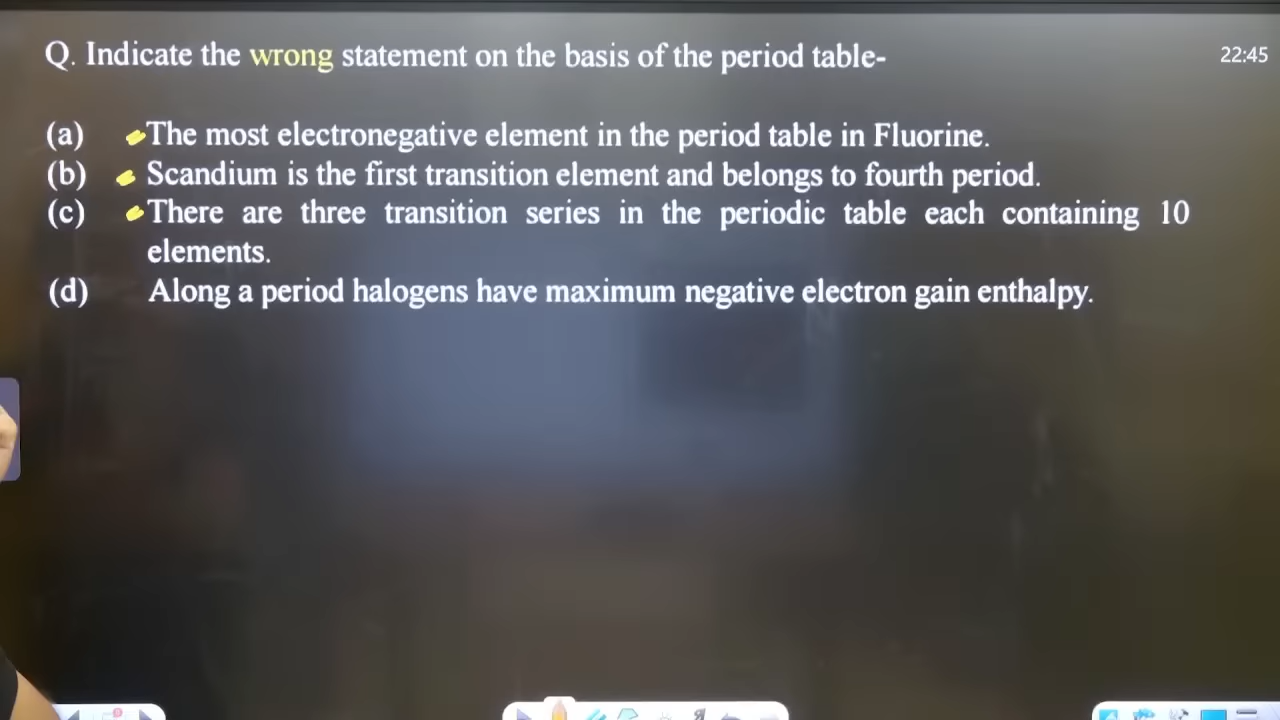 Q. Indicate the wrong statement on the basis of the period table-
22:45
(a) The most electronegative element in the period table in Fluorine.
(b) Scandium is the first transition element and belongs to fourth period.
(c) There are three transition series in the periodic table each containing 10
elements.
(d) Along a period halogens have maximum negative electron gain enthalpy.